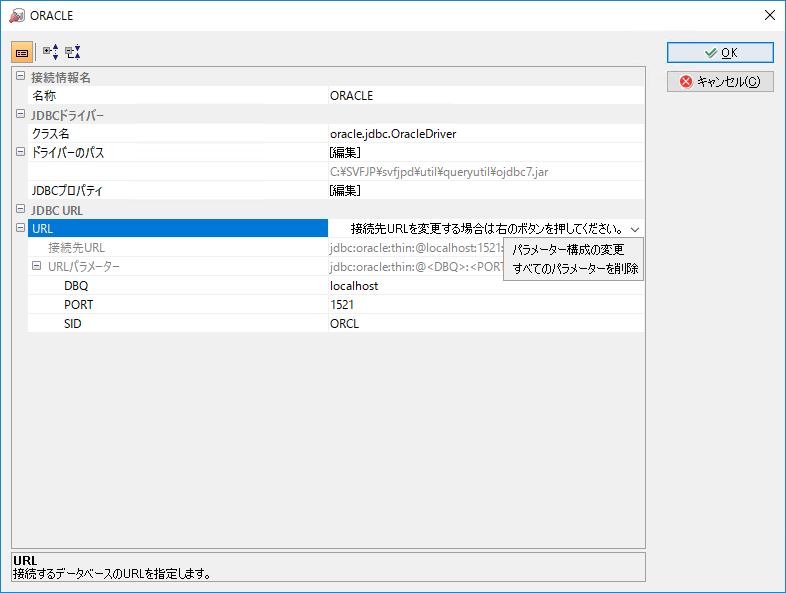 ORACLE
OK
キャンセル(C)
接続情報名
名称 ORACLE
JDBCドライバー
クラス名 oracle.jdbc.OracleDriver
ドライバーのパス [編集]
C:¥SVFJP¥svfjpd¥util¥queryutil¥ojdbc7.jar
JDBCプロパティ [編集]
JDBC URL
URL 接続先URLを変更する場合は右のボタンを押してください。
接続先URL jdbc:oracle:thin:@localhost:1521:
パラメーター構成の変更
URLパラメーター jdbc:oracle:thin:@<DBQ>:<PORT
すべてのパラメーターを削除
DBQ localhost
PORT 1521
SID ORCL
URL
接続するデータベースのURLを指定します。